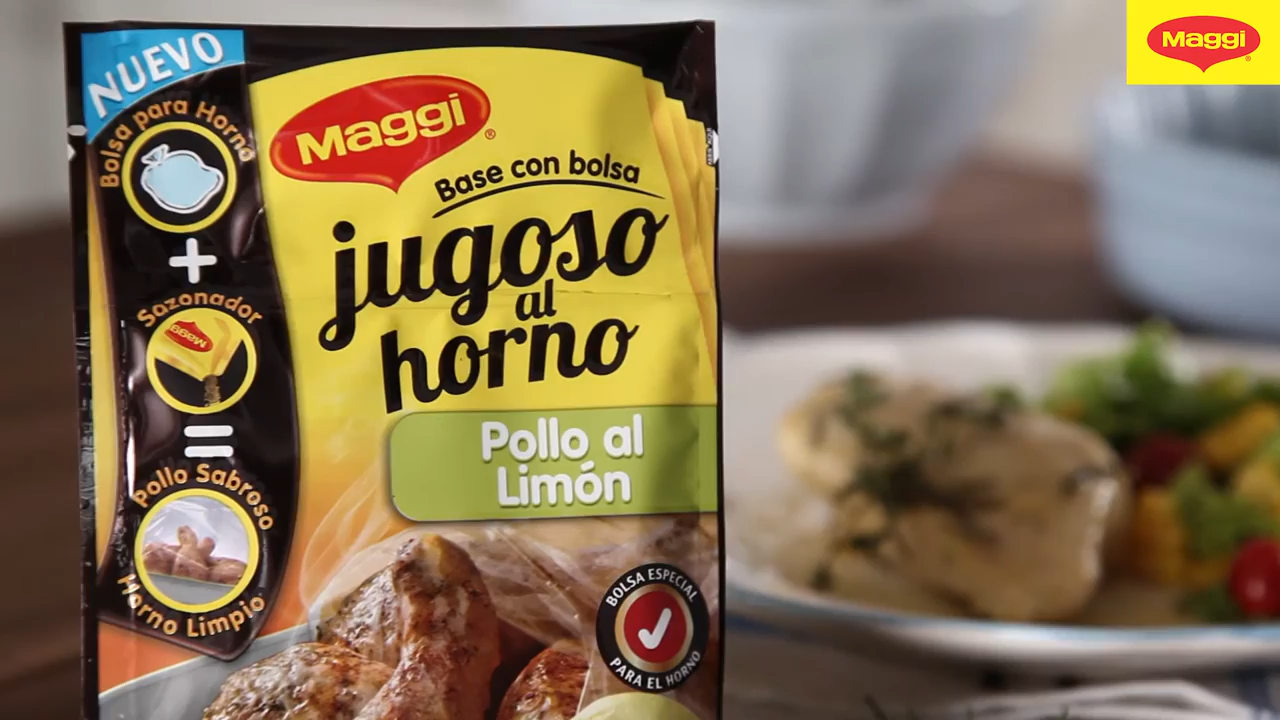 NUEVO
Bolsa para Horno
+
Sazonador
Maggi
=
Pollo Sabroso
Horno Limpio
Maggi®
Base con bolsa
jugoso
al
horno
Pollo al
Limón
BOLSA ESPECIAL
PARA EL HORNO
Maggi®